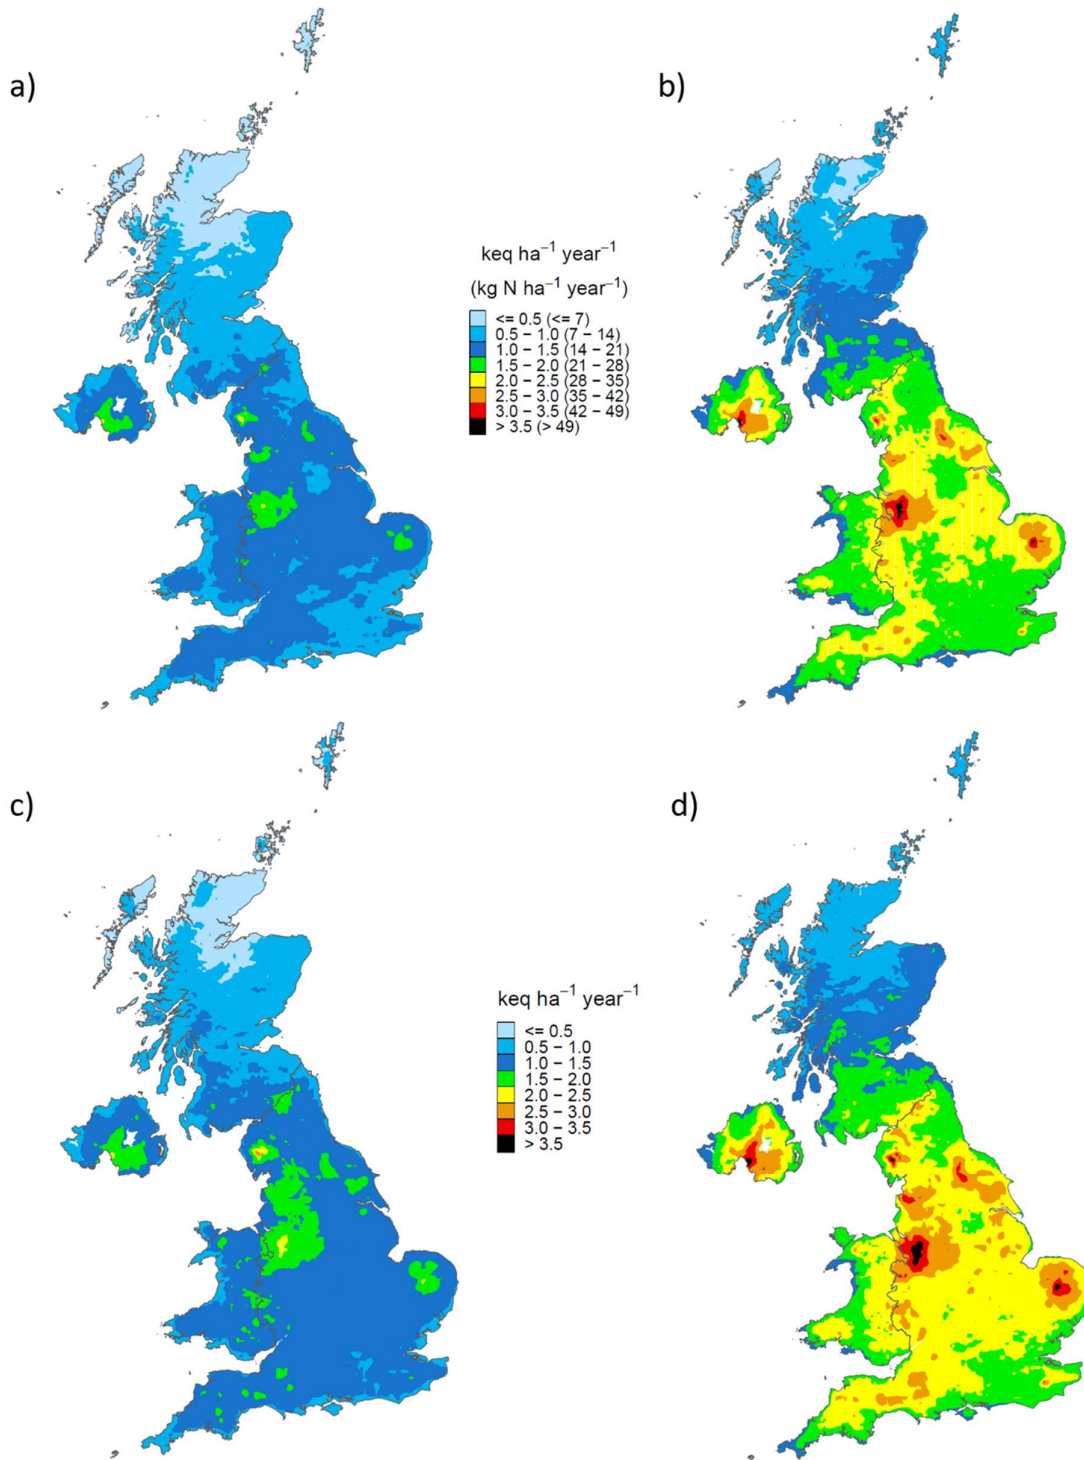 a)
b)
keq ha⁻¹ year⁻¹
(kg N ha⁻¹ year⁻¹)
<= 0.5 (<= 7)
0.5 − 1.0 (7 − 14)
1.0 − 1.5 (14 − 21)
1.5 − 2.0 (21 − 28)
2.0 − 2.5 (28 − 35)
2.5 − 3.0 (35 − 42)
3.0 − 3.5 (42 − 49)
> 3.5 (> 49)
c)
d)
keq ha⁻¹ year⁻¹
<= 0.5
0.5 − 1.0
1.0 − 1.5
1.5 − 2.0
2.0 − 2.5
2.5 − 3.0
3.0 − 3.5
> 3.5